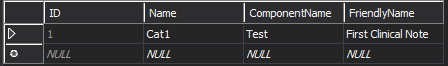 ID Name ComponentName FriendlyName
1 Cat1 Test First Clinical Note
NULL NULL NULL NULL